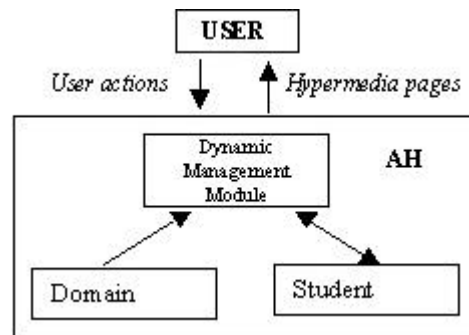 USER
User actions
Hypermedia pages
Dynamic
Management
Module
AH
Domain
Student